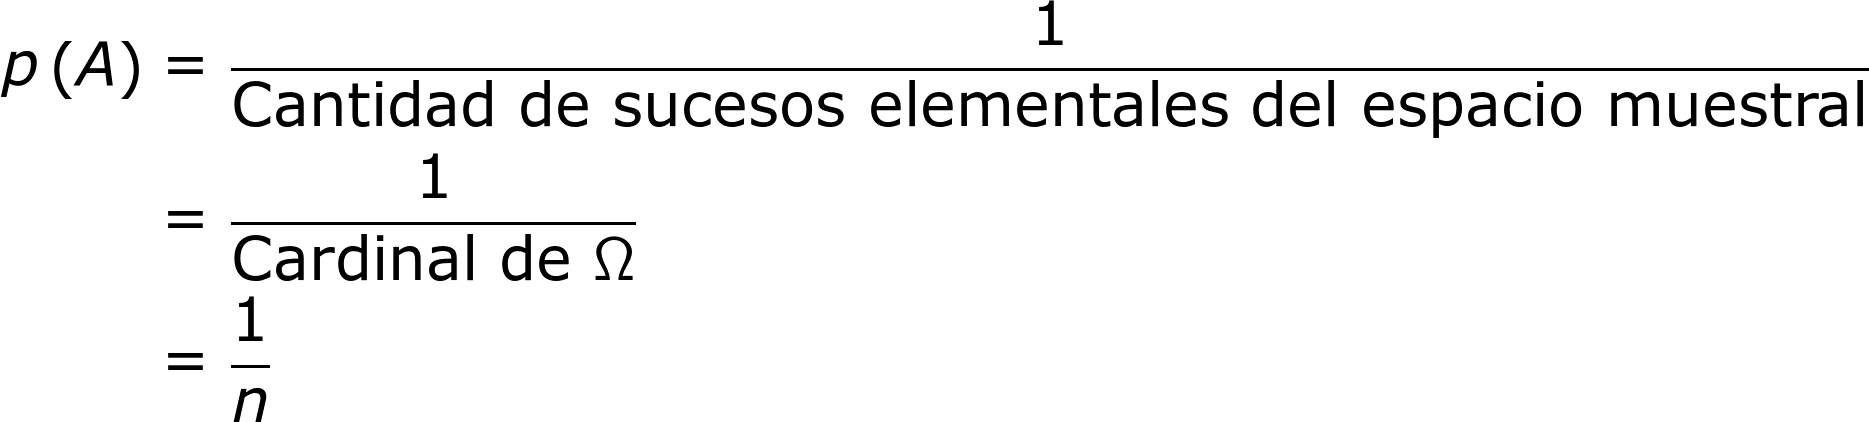 p (A) = 1 / Cantidad de sucesos elementales del espacio muestral
= 1 / Cardinal de Ω
= 1 / n